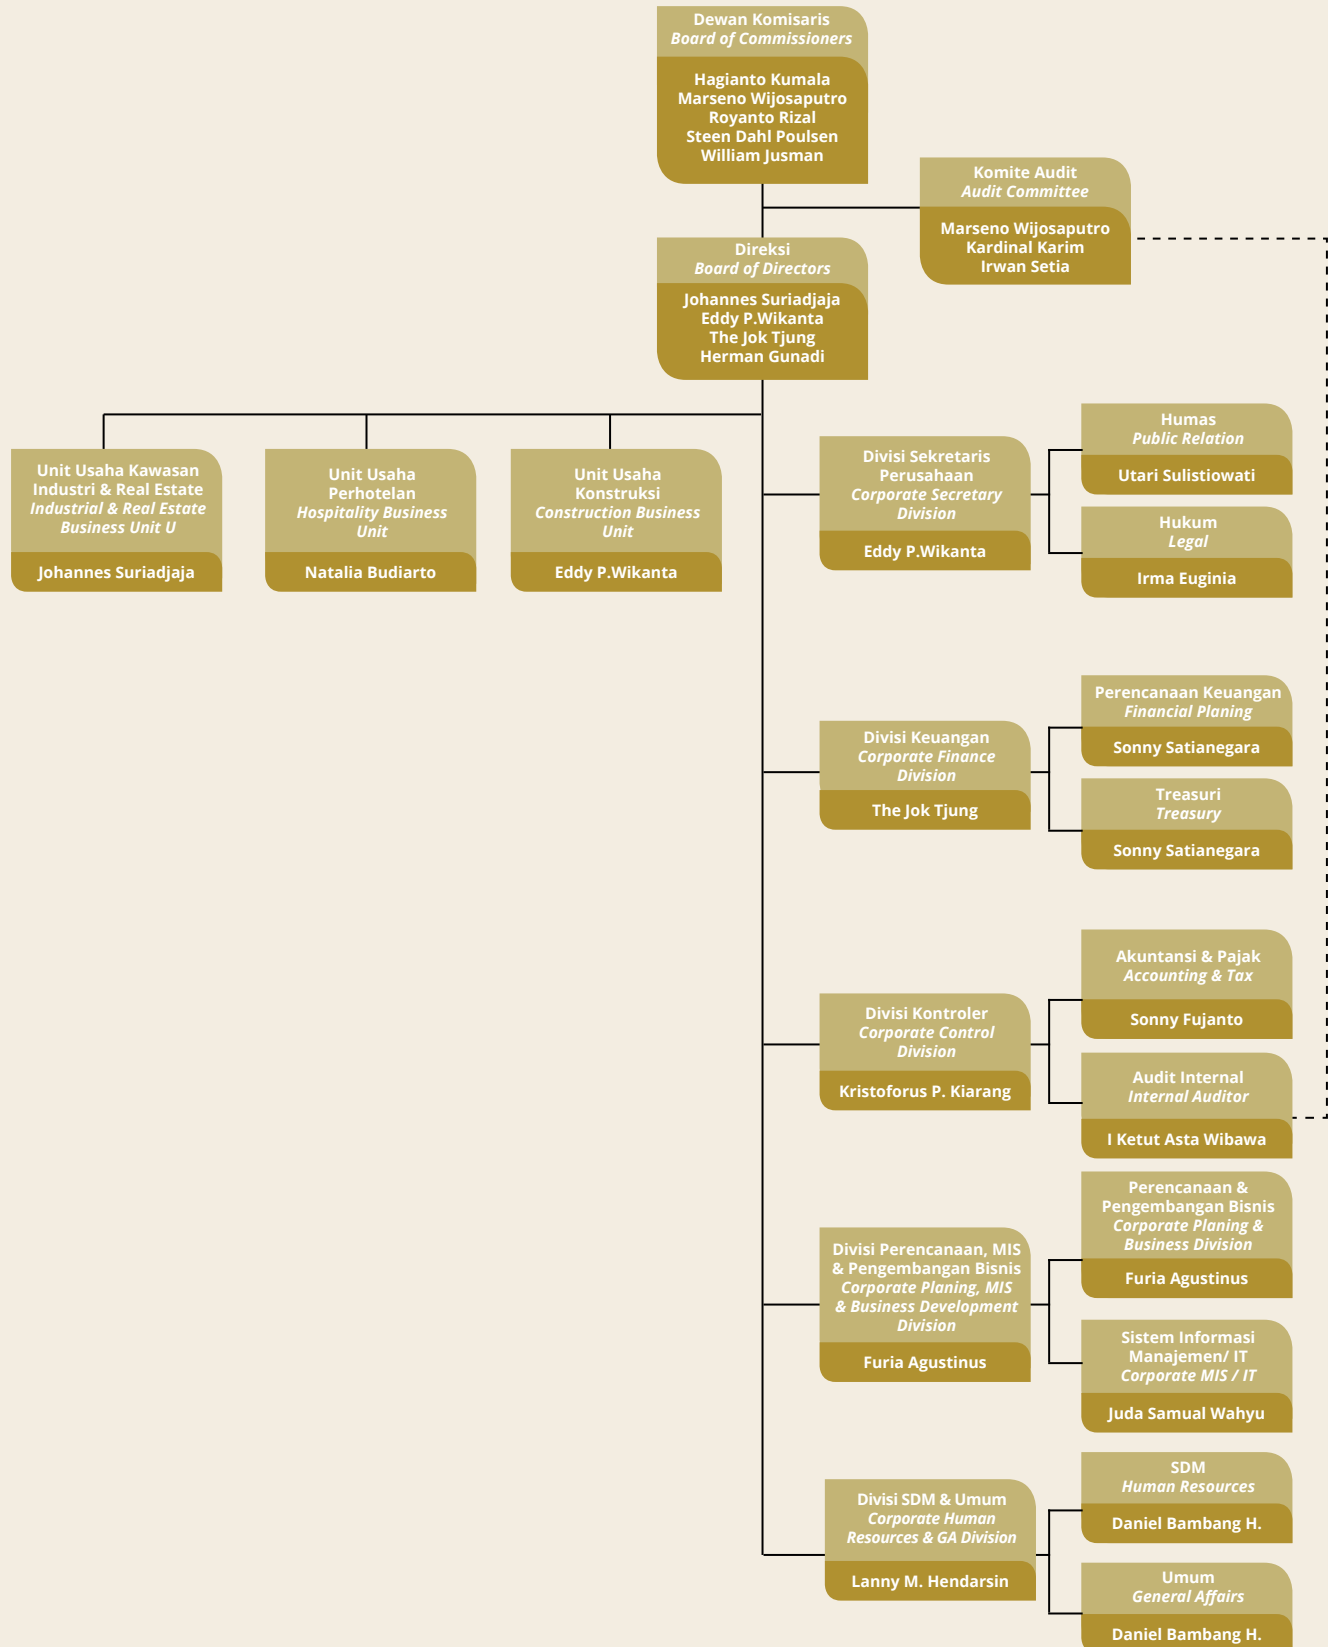 Dewan Komisaris
Board of Commissioners
Hagianto Kumala
Marseno Wijosaputro
Royanto Rizal
Steen Dahl Poulsen
William Jusman
Komite Audit
Audit Committee
Marseno Wijosaputro
Kardinal Karim
Irwan Setia
Direksi
Board of Directors
Johannes Suriadjaja
Eddy P.Wikanta
The Jok Tjung
Herman Gunadi
Unit Usaha Kawasan
Industri & Real Estate
Industrial & Real Estate
Business Unit U
Johannes Suriadjaja
Unit Usaha
Perhotelan
Hospitality Business
Unit
Natalia Budiarto
Unit Usaha
Konstruksi
Construction Business
Unit
Eddy P.Wikanta
Divisi Sekretaris
Perusahaan
Corporate Secretary
Division
Eddy P.Wikanta
Humas
Public Relation
Utari Sulistiowati
Hukum
Legal
Irma Euginia
Divisi Keuangan
Corporate Finance
Division
The Jok Tjung
Perencanaan Keuangan
Financial Planing
Sonny Satianegara
Treasuri
Treasury
Sonny Satianegara
Divisi Kontroler
Corporate Control
Division
Kristoforus P. Kiarang
Akuntansi & Pajak
Accounting & Tax
Sonny Fujanto
Audit Internal
Internal Auditor
I Ketut Asta Wibawa
Divisi Perencanaan, MIS
& Pengembangan Bisnis
Corporate Planing, MIS
& Business Development
Division
Furia Agustinus
Perencanaan &
Pengembangan Bisnis
Corporate Planing &
Business Division
Furia Agustinus
Sistem Informasi
Manajemen/ IT
Corporate MIS / IT
Juda Samual Wahyu
Divisi SDM & Umum
Corporate Human
Resources & GA Division
Lanny M. Hendarsin
SDM
Human Resources
Daniel Bambang H.
Umum
General Affairs
Daniel Bambang H.